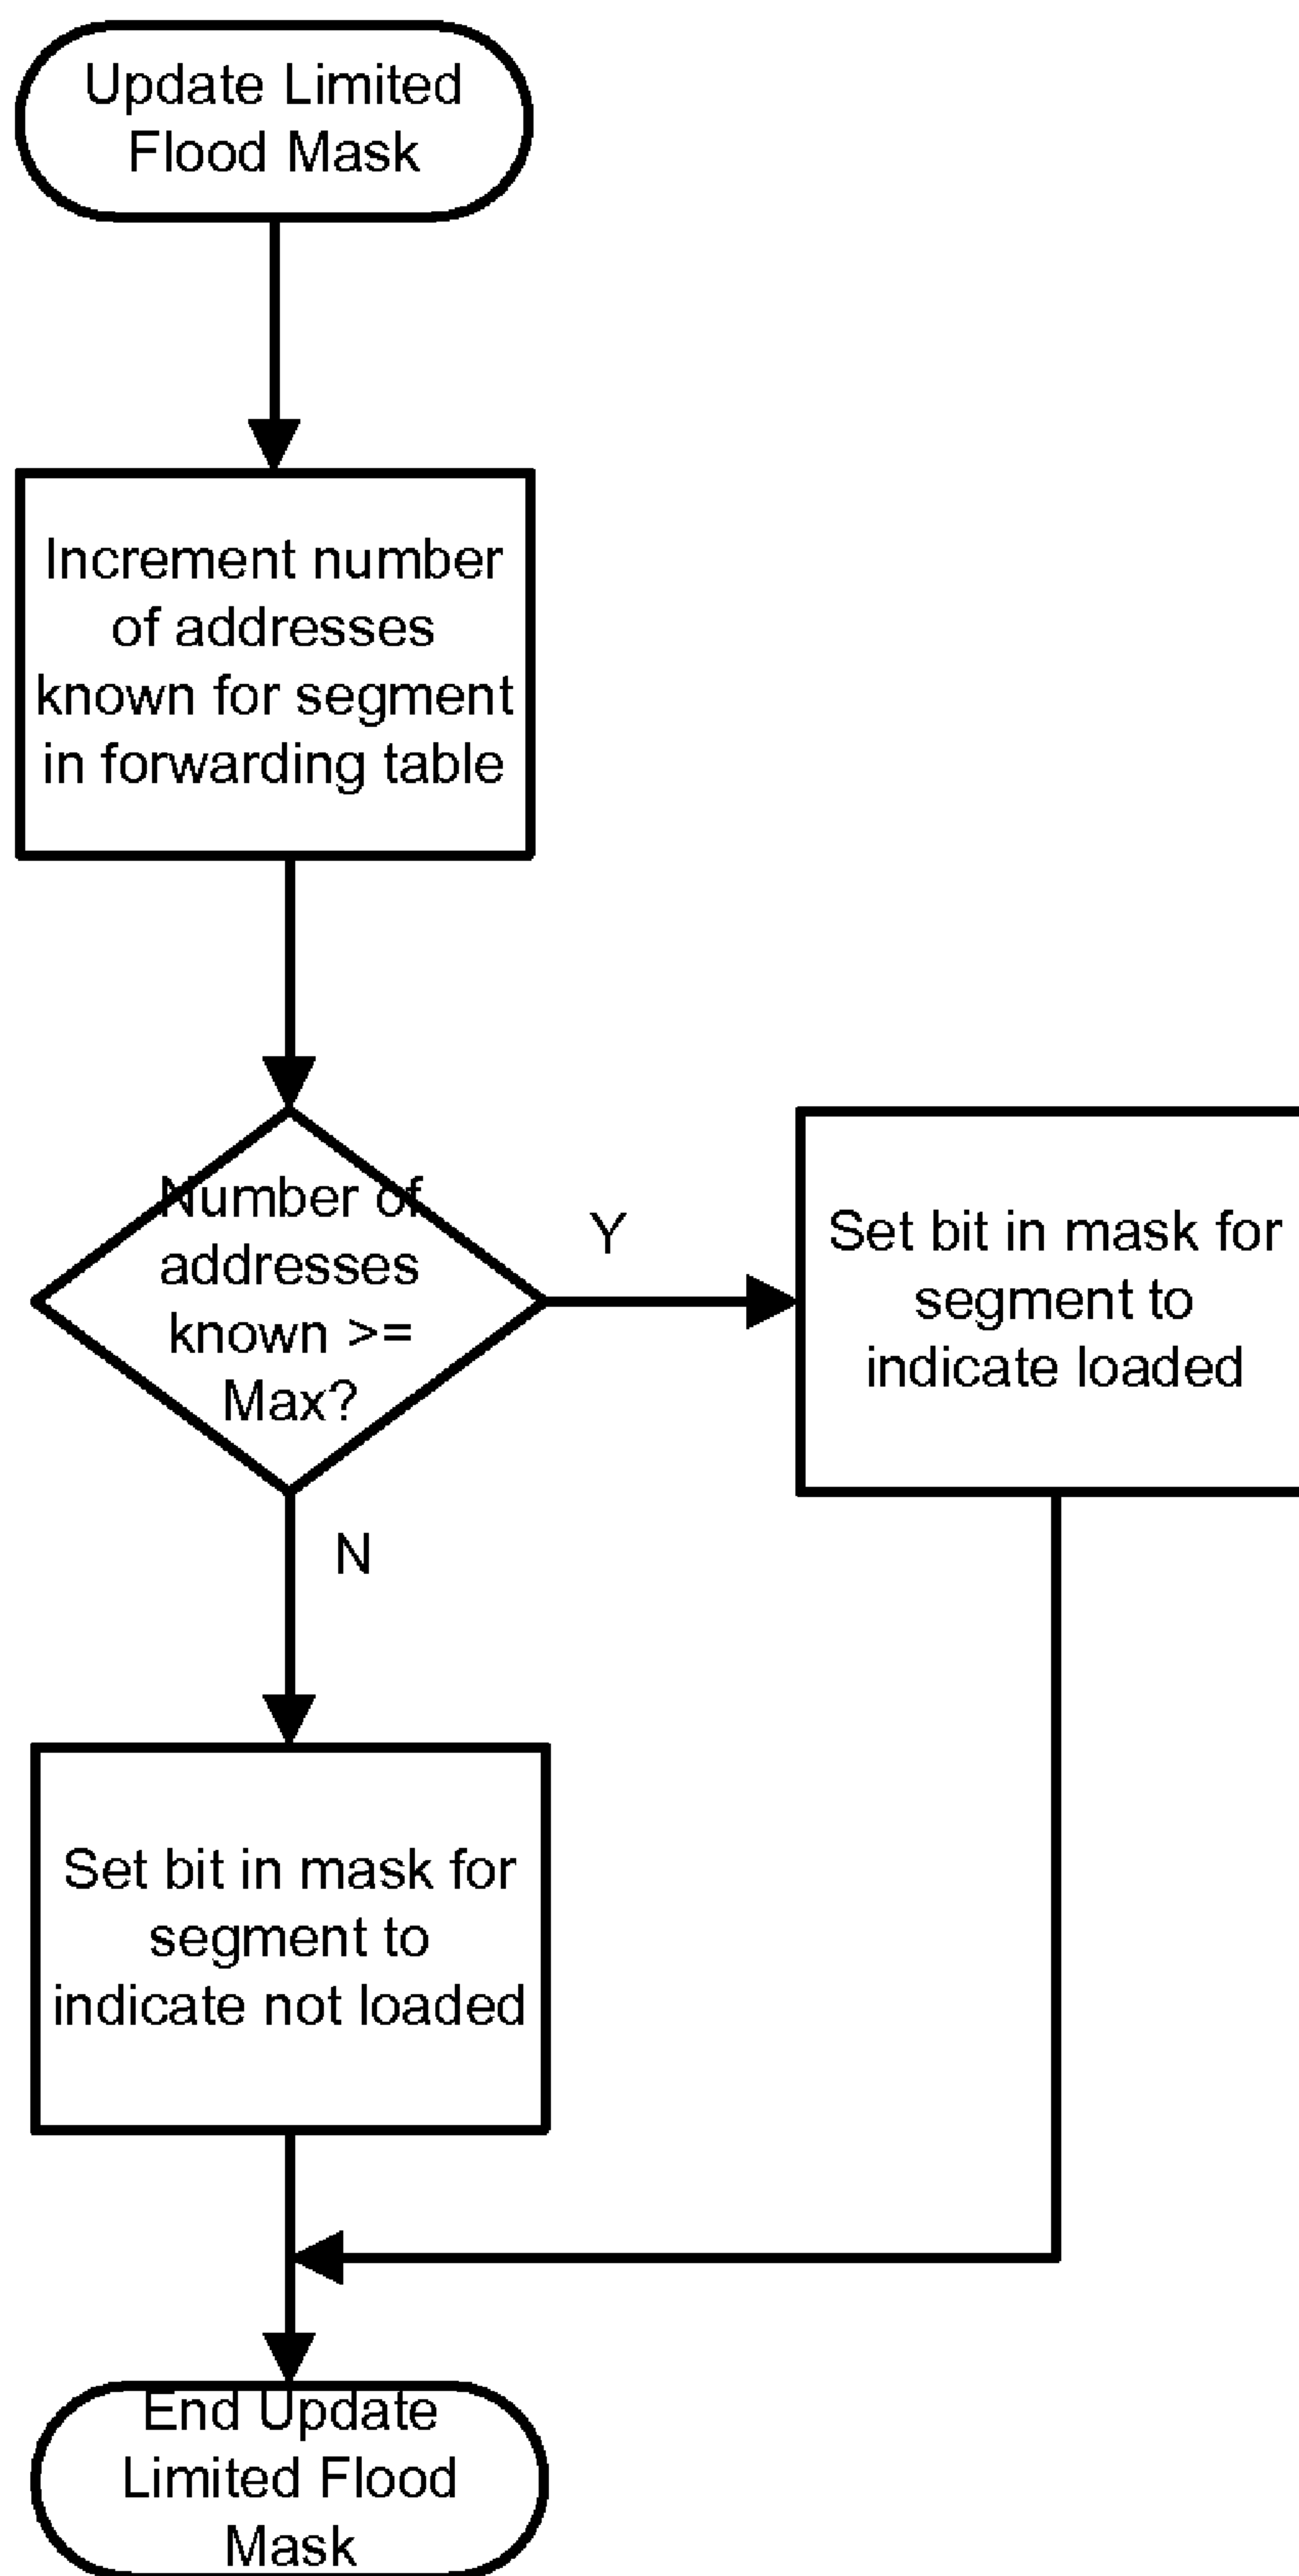 Update Limited
Flood Mask
Increment number
of addresses
known for segment
in forwarding table
Number of
addresses
known >=
Max?
Y
Set bit in mask for
segment to
indicate loaded
N
Set bit in mask for
segment to
indicate not loaded
End Update
Limited Flood
Mask